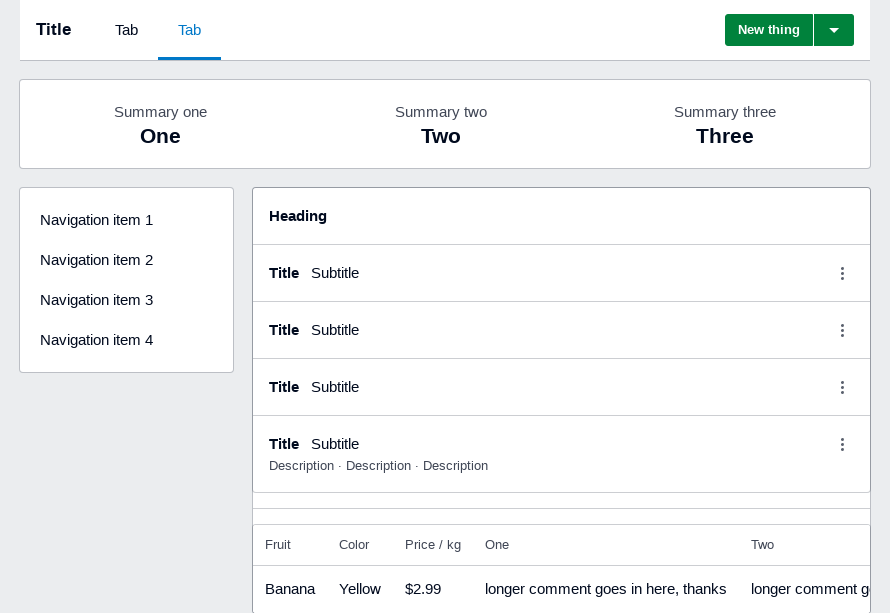 Title Tab Tab New thing
Summary one Summary two Summary three
One Two Three
Navigation item 1
Navigation item 2
Navigation item 3
Navigation item 4
Heading
Title Subtitle
Title Subtitle
Title Subtitle
Title Subtitle
Description · Description · Description
Fruit Color Price / kg One Two
Banana Yellow $2.99 longer comment goes in here, thanks longer comment